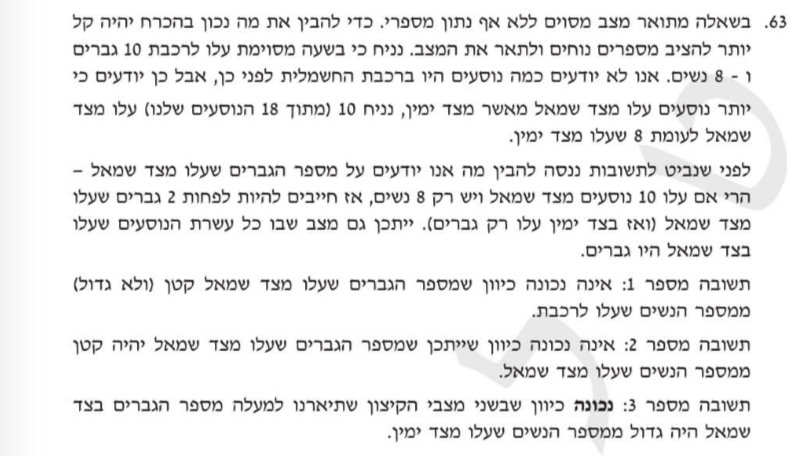 63. בשאלה מתואר מצב מסוים ללא אף נתון מספרי. כדי להבין את מה נכון בהכרח יהיה קל
יותר להציב מספרים נוחים ולתאר את המצב. נניח כי בשעה מסוימת עלו לרכבת 10 גברים
ו - 8 נשים. אנו לא יודעים כמה נוסעים היו ברכבת החשמלית לפני כן, אבל כן יודעים כי
יותר נוסעים עלו מצד שמאל מאשר מצד ימין, נניח 10 (מתוך 18 הנוסעים שלנו) עלו מצד
שמאל לעומת 8 שעלו מצד ימין.
לפני שנביט לתשובות ננסה להבין מה אנו יודעים על מספר הגברים שעלו מצד שמאל –
הרי אם עלו 10 נוסעים מצד שמאל ויש רק 8 נשים, אז חייבים להיות לפחות 2 גברים שעלו
מצד שמאל (ואז בצד ימין עלו רק גברים). ייתכן גם מצב שבו כל עשרת הנוסעים שעלו
בצד שמאל היו גברים.
תשובה מספר 1: אינה נכונה כיוון שמספר הגברים שעלו מצד שמאל קטן (ולא גדול)
ממספר הנשים שעלו לרכבת.
תשובה מספר 2: אינה נכונה כיוון שייתכן שמספר הגברים שעלו מצד שמאל יהיה קטן
ממספר הנשים שעלו מצד שמאל.
תשובה מספר 3: נכונה כיוון שבשני מצבי הקיצון שתיארנו למעלה מספר הגברים בצד
שמאל היה גדול ממספר הנשים שעלו מצד ימין.